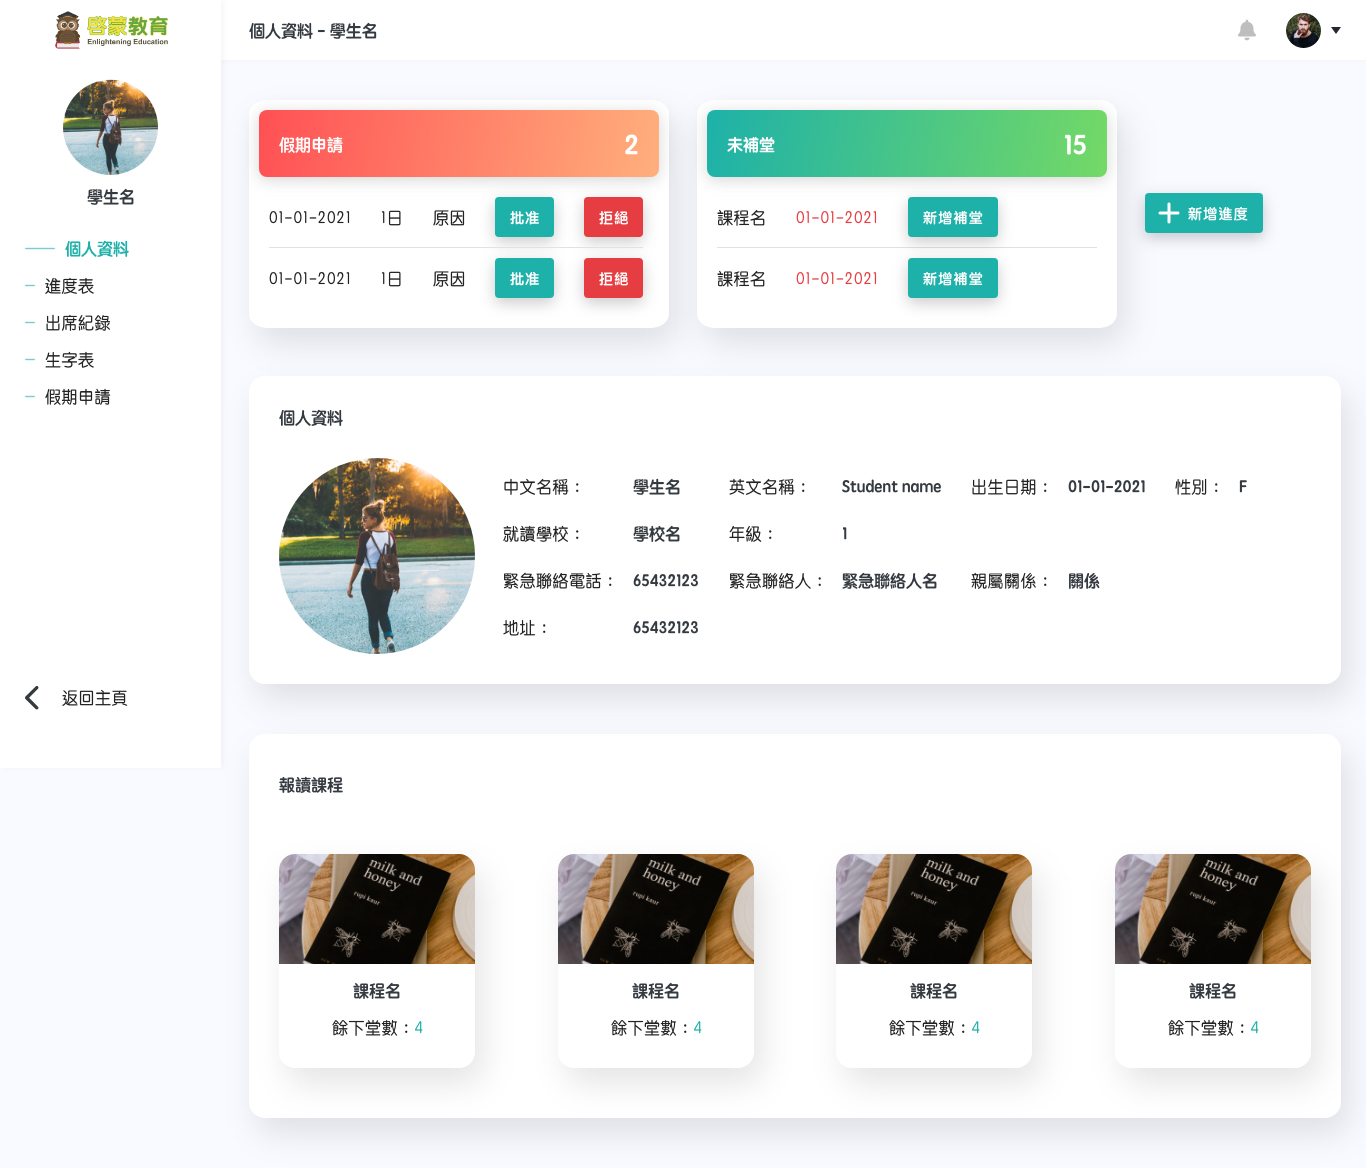 啓蒙教育
Enlightening Education
個人資料 - 學生名
學生名
個人資料
進度表
出席紀錄
生字表
假期申請
返回主頁
假期申請 2
01-01-2021 1日 原因 批准 拒絕
01-01-2021 1日 原因 批准 拒絕
未補堂 15
課程名 01-01-2021 新增補堂
課程名 01-01-2021 新增補堂
新增進度
個人資料
中文名稱： 學生名 英文名稱： Student name 出生日期： 01-01-2021 性別： F
就讀學校： 學校名 年級： 1
緊急聯絡電話： 65432123 緊急聯絡人： 緊急聯絡人名 親屬關係： 關係
地址： 65432123
報讀課程
milk and
honey
rupi kaur
課程名
餘下堂數：4
milk and
honey
rupi kaur
課程名
餘下堂數：4
milk and
honey
rupi kaur
課程名
餘下堂數：4
milk and
honey
rupi kaur
課程名
餘下堂數：4